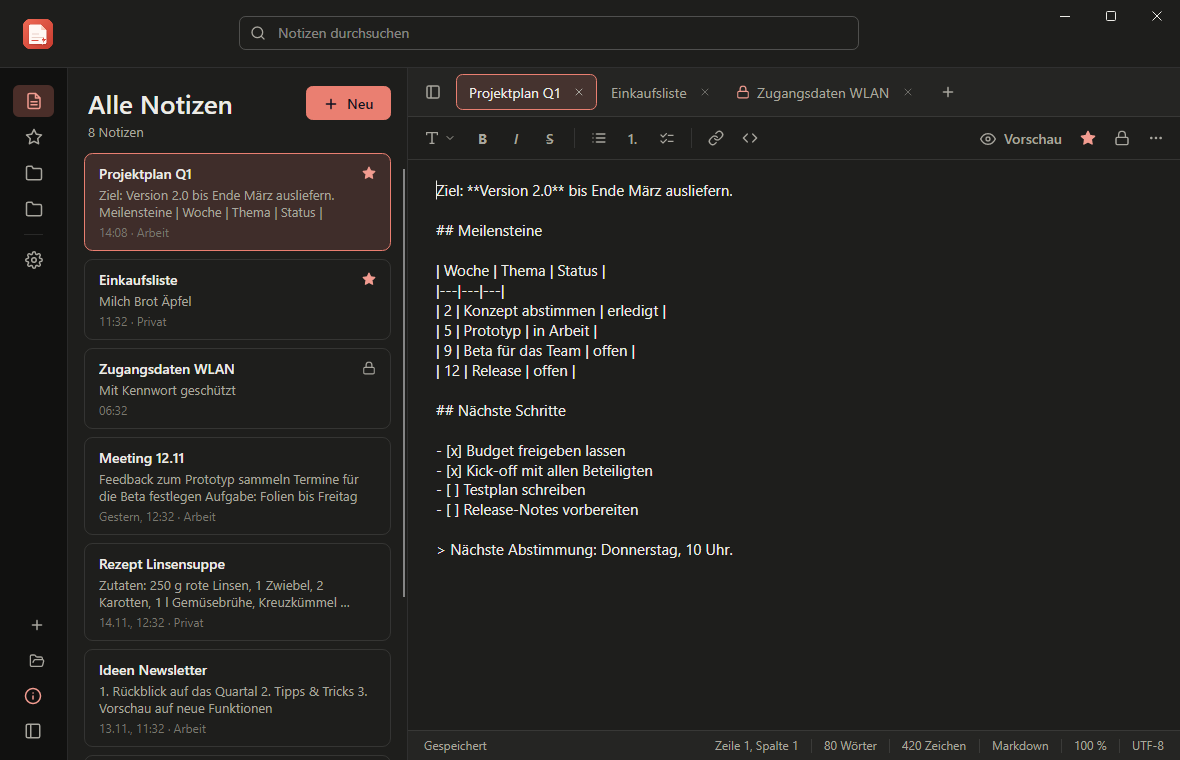 Notizen durchsuchen
Alle Notizen
Neu
8 Notizen
Projektplan Q1
Ziel: Version 2.0 bis Ende März ausliefern.
Meilensteine | Woche | Thema | Status |
14:08 · Arbeit
Einkaufsliste
Milch Brot Äpfel
11:32 · Privat
Zugangsdaten WLAN
Mit Kennwort geschützt
06:32
Meeting 12.11
Feedback zum Prototyp sammeln Termine für
die Beta festlegen Aufgabe: Folien bis Freitag
Gestern, 12:32 · Arbeit
Rezept Linsensuppe
Zutaten: 250 g rote Linsen, 1 Zwiebel, 2
Karotten, 1 l Gemüsebrühe, Kreuzkümmel ...
14.11., 12:32 · Privat
Ideen Newsletter
1. Rückblick auf das Quartal 2. Tipps & Tricks 3.
Vorschau auf neue Funktionen
13.11., 11:32 · Arbeit
Projektplan Q1
Einkaufsliste
Zugangsdaten WLAN
T B I S 1. Vorschau
Ziel: **Version 2.0** bis Ende März ausliefern.
## Meilensteine
| Woche | Thema | Status |
|---|---|---|
| 2 | Konzept abstimmen | erledigt |
| 5 | Prototyp | in Arbeit |
| 9 | Beta für das Team | offen |
| 12 | Release | offen |
## Nächste Schritte
- [x] Budget freigeben lassen
- [x] Kick-off mit allen Beteiligten
- [ ] Testplan schreiben
- [ ] Release-Notes vorbereiten
> Nächste Abstimmung: Donnerstag, 10 Uhr.
Gespeichert
Zeile 1, Spalte 1
80 Wörter
420 Zeichen
Markdown
100 %
UTF-8